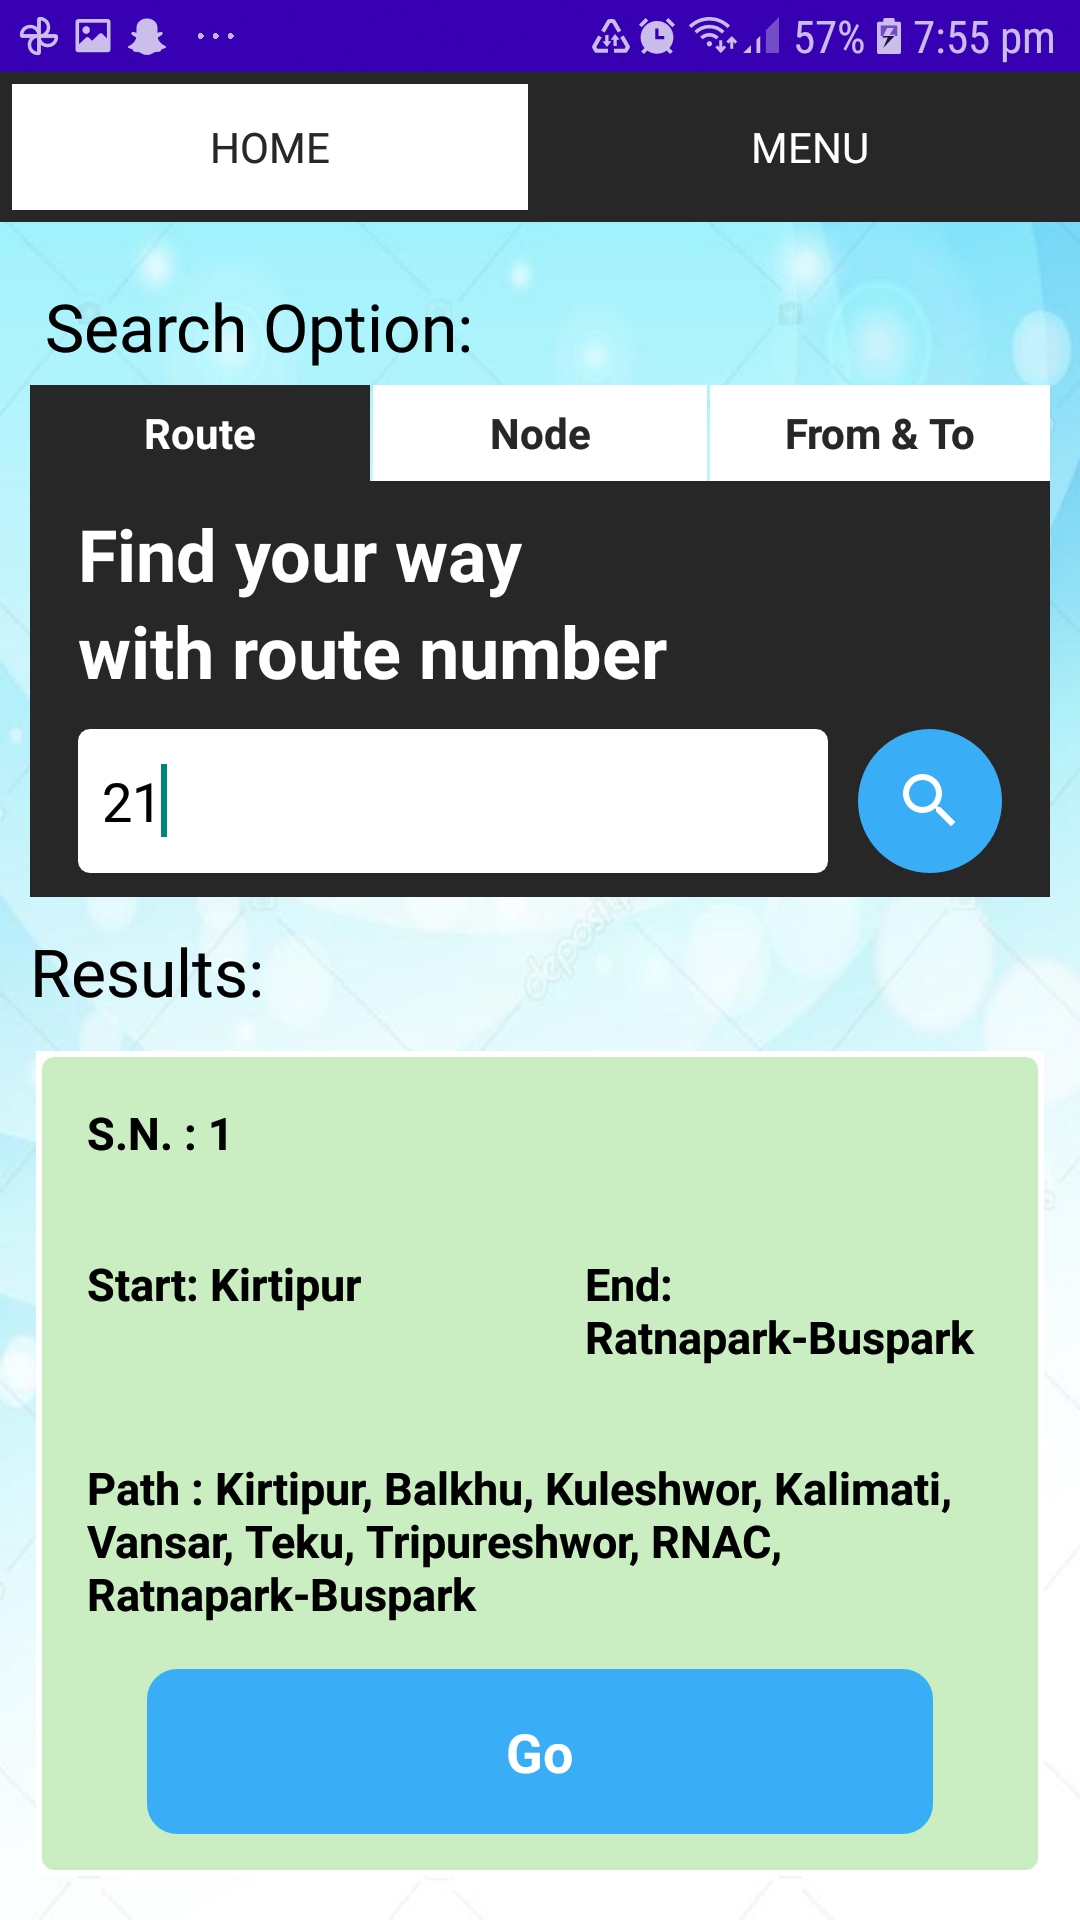 57% 7:55 pm
HOME MENU
Search Option:
Route Node From & To
Find your way
with route number
21
Results:
S.N. : 1
Start: Kirtipur
End:
Ratnapark-Buspark
Path : Kirtipur, Balkhu, Kuleshwor, Kalimati,
Vansar, Teku, Tripureshwor, RNAC,
Ratnapark-Buspark
Go